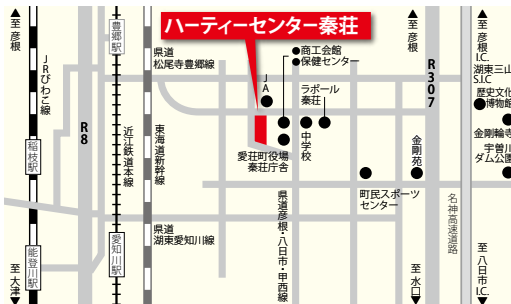 ハーティーセンター秦荘
至彦根
JRびわこ線
稲枝駅
能登川駅
至大津
R8
豊郷駅
近江鉄道本線
愛知川駅
東海道新幹線
県道
松尾寺豊郷線
県道
湖東愛知川線
JA
商工会館
保健センター
ラポール
秦荘
中学校
愛荘町役場
秦荘庁舎
県道彦根・八日市・甲西線
町民スポーツ
センター
至彦根
R307
金剛苑
至水口
名神高速道路
至彦根I.C.
湖東三山
S.I.C
歴史文化
博物館
金剛輪寺
宇曽川
ダム公園
至八日市I.C.